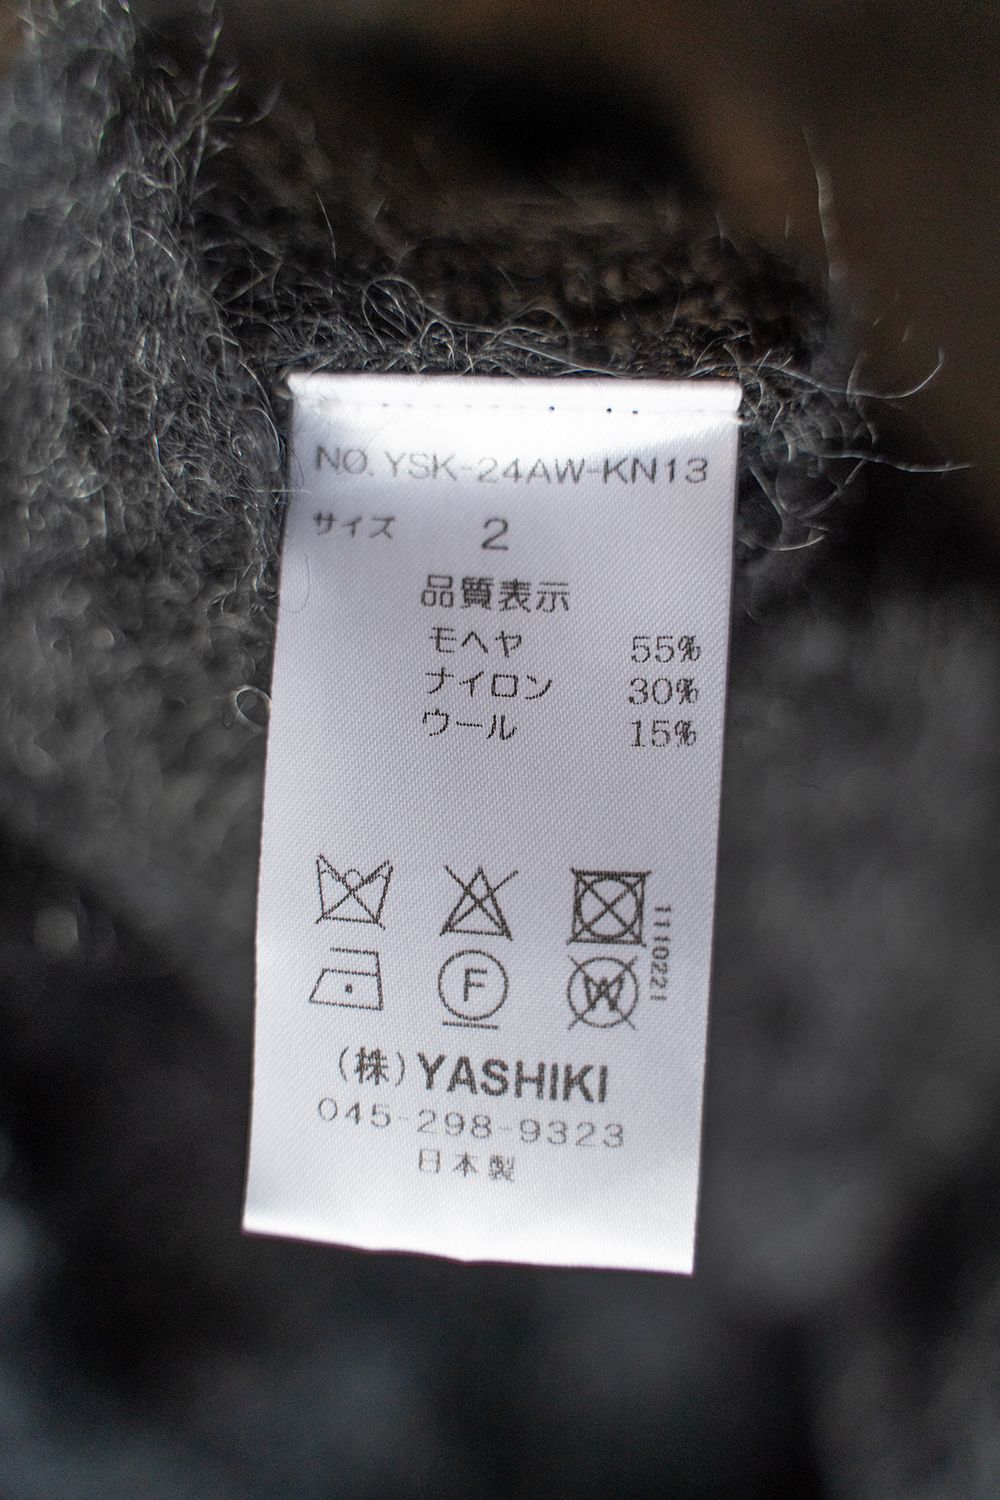 NO.YSK-24AW-KN13
サイズ 2
品質表示
モヘヤ 55%
ナイロン 30%
ウール 15%
1110221
F
W
(株)YASHIKI
045-298-9323
日本製